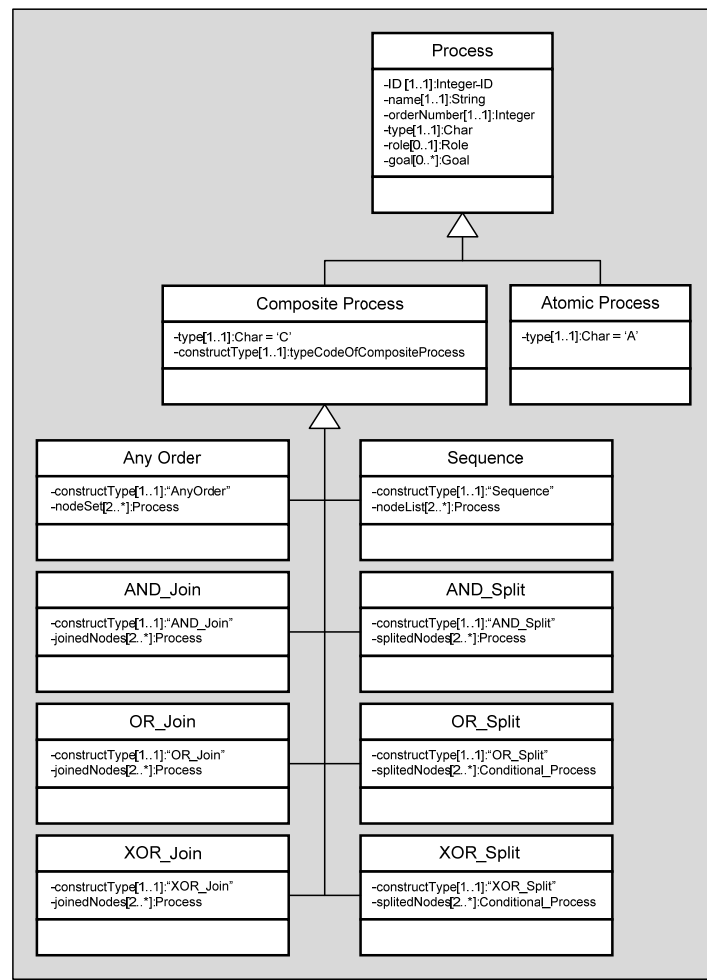 Process
-ID [1..1]:Integer-ID
-name[1..1]:String
-orderNumber[1..1]:Integer
-type[1..1]:Char
-role[0..1]:Role
-goal[0..*]:Goal
Composite Process
-type[1..1]:Char = ‘C’
-constructType[1..1]:typeCodeOfCompositeProcess
Atomic Process
-type[1..1]:Char = ‘A’
Any Order
-constructType[1..1]:“AnyOrder”
-nodeSet[2..*]:Process
Sequence
-constructType[1..1]:“Sequence”
-nodeList[2..*]:Process
AND_Join
-constructType[1..1]:“AND_Join”
-joinedNodes[2..*]:Process
AND_Split
-constructType[1..1]:“AND_Split”
-splitedNodes[2..*]:Process
OR_Join
-constructType[1..1]:“OR_Join”
-joinedNodes[2..*]:Process
OR_Split
-constructType[1..1]:“OR_Split”
-splitedNodes[2..*]:Conditional_Process
XOR_Join
-constructType[1..1]:“XOR_Join”
-joinedNodes[2..*]:Process
XOR_Split
-constructType[1..1]:“XOR_Split”
-splitedNodes[2..*]:Conditional_Process